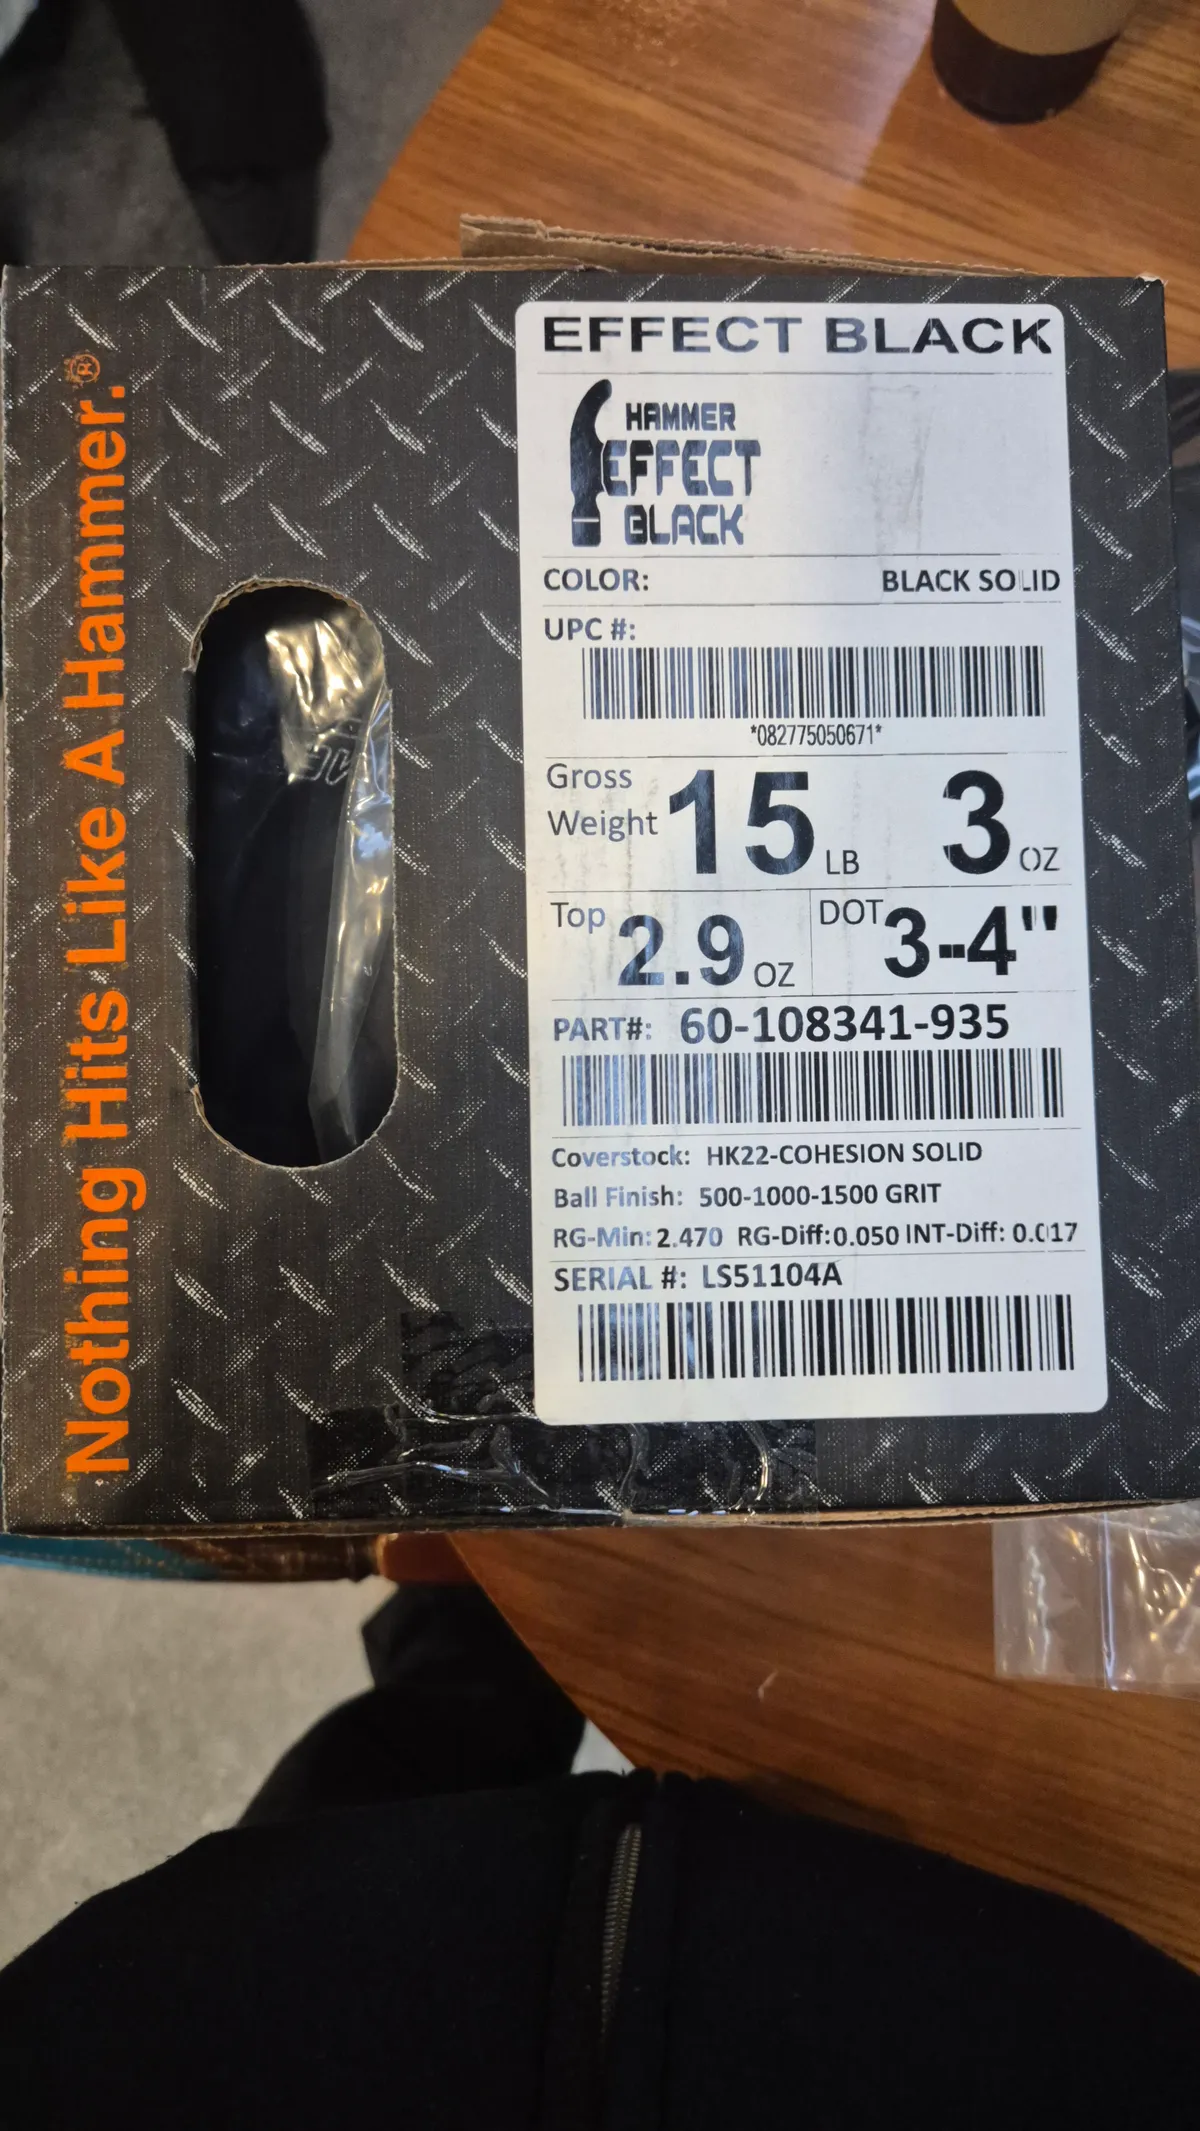 Nothing Hits Like A Hammer.®
EFFECT BLACK
HAMMER
EFFECT
BLACK
COLOR: BLACK SOLID
UPC #:
*082775050671*
Gross Weight 15 LB 3 OZ
Top 2.9 OZ DOT 3-4"
PART#: 60-108341-935
Coverstock: HK22-COHESION SOLID
Ball Finish: 500-1000-1500 GRIT
RG-Min: 2.470 RG-Diff:0.050 INT-Diff: 0.017
SERIAL #: LS51104A